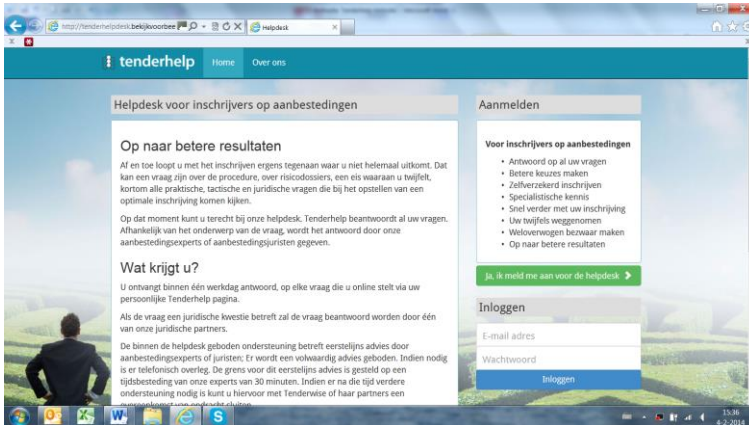 http://tenderhelpdesk.bekijkvoorbee
Helpdesk
tenderhelp
Home
Over ons
Helpdesk voor inschrijvers op aanbestedingen
Op naar betere resultaten
Af en toe loopt u met het inschrijven ergens tegenaan waar u niet helemaal uitkomt. Dat
kan een vraag zijn over de procedure, over risicodossiers, een eis waaraan u twijfelt,
kortom alle praktische, tactische en juridische vragen die bij het opstellen van een
optimale inschrijving komen kijken.
Op dat moment kunt u terecht bij onze helpdesk. Tenderhelp beantwoordt al uw vragen.
Afhankelijk van het onderwerp van de vraag, wordt het antwoord door onze
aanbestedingsexperts of aanbestedingsjuristen gegeven.
Wat krijgt u?
U ontvangt binnen één werkdag antwoord, op elke vraag die u online stelt via uw
persoonlijke Tenderhelp pagina.
Als de vraag een juridische kwestie betreft zal de vraag beantwoord worden door één
van onze juridische partners.
De binnen de helpdesk geboden ondersteuning betreft eerstelijns advies door
aanbestedingsexperts of juristen; Er wordt een volwaardig advies geboden. Indien nodig
is er telefonisch overleg. De grens voor dit eerstelijns advies is gesteld op een
tijdsbesteding van onze experts van 30 minuten. Indien er na die tijd verdere
ondersteuning nodig is kunt u hiervoor met Tenderwise of haar partners een
overeenkomst van opdracht sluiten.
Aanmelden
Voor inschrijvers op aanbestedingen
• Antwoord op al uw vragen
• Betere keuzes maken
• Zelfverzekerd inschrijven
• Specialistische kennis
• Snel verder met uw inschrijving
• Uw twijfels weggenomen
• Weloverwogen bezwaar maken
• Op naar betere resultaten
Ja, ik meld me aan voor de helpdesk
Inloggen
E-mail adres
Wachtwoord
Inloggen
15:36
4-2-2014